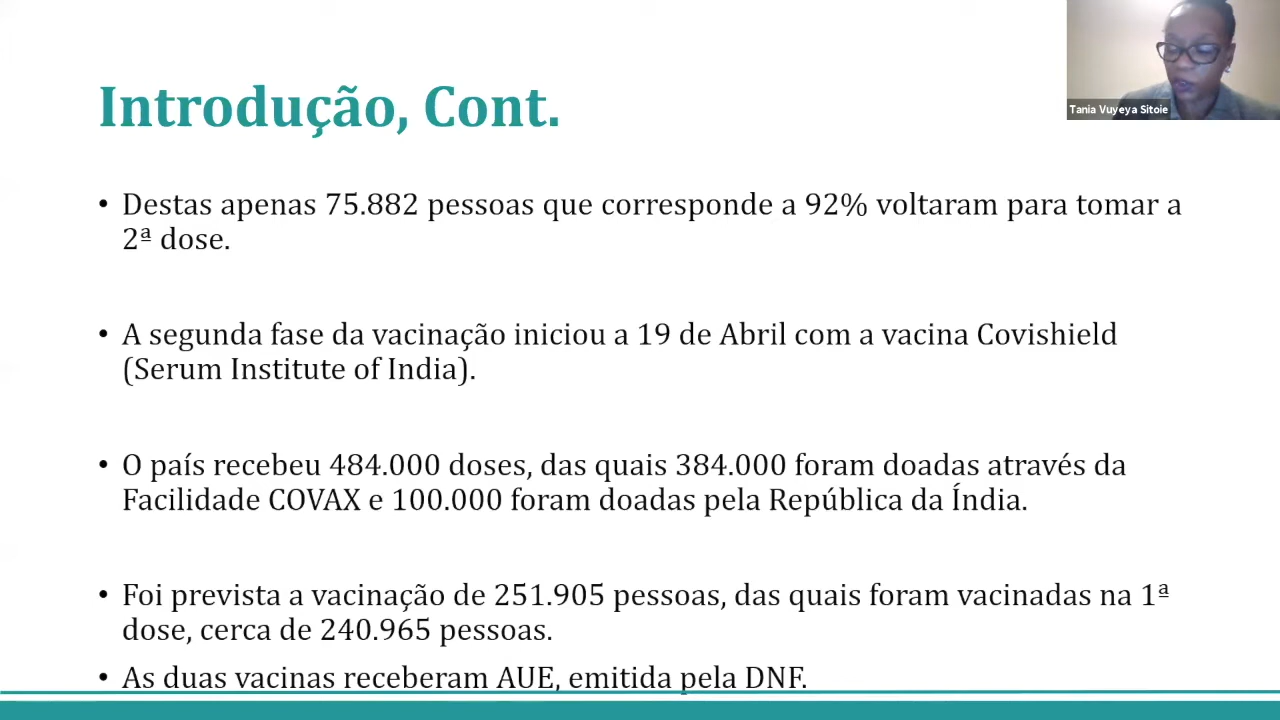 Introdução, Cont.
Tania Vuyeya Sitoie
• Destas apenas 75.882 pessoas que corresponde a 92% voltaram para tomar a
2ª dose.
• A segunda fase da vacinação iniciou a 19 de Abril com a vacina Covishield
(Serum Institute of India).
• O país recebeu 484.000 doses, das quais 384.000 foram doadas através da
Facilidade COVAX e 100.000 foram doadas pela República da Índia.
• Foi prevista a vacinação de 251.905 pessoas, das quais foram vacinadas na 1ª
dose, cerca de 240.965 pessoas.
• As duas vacinas receberam AUE, emitida pela DNF.